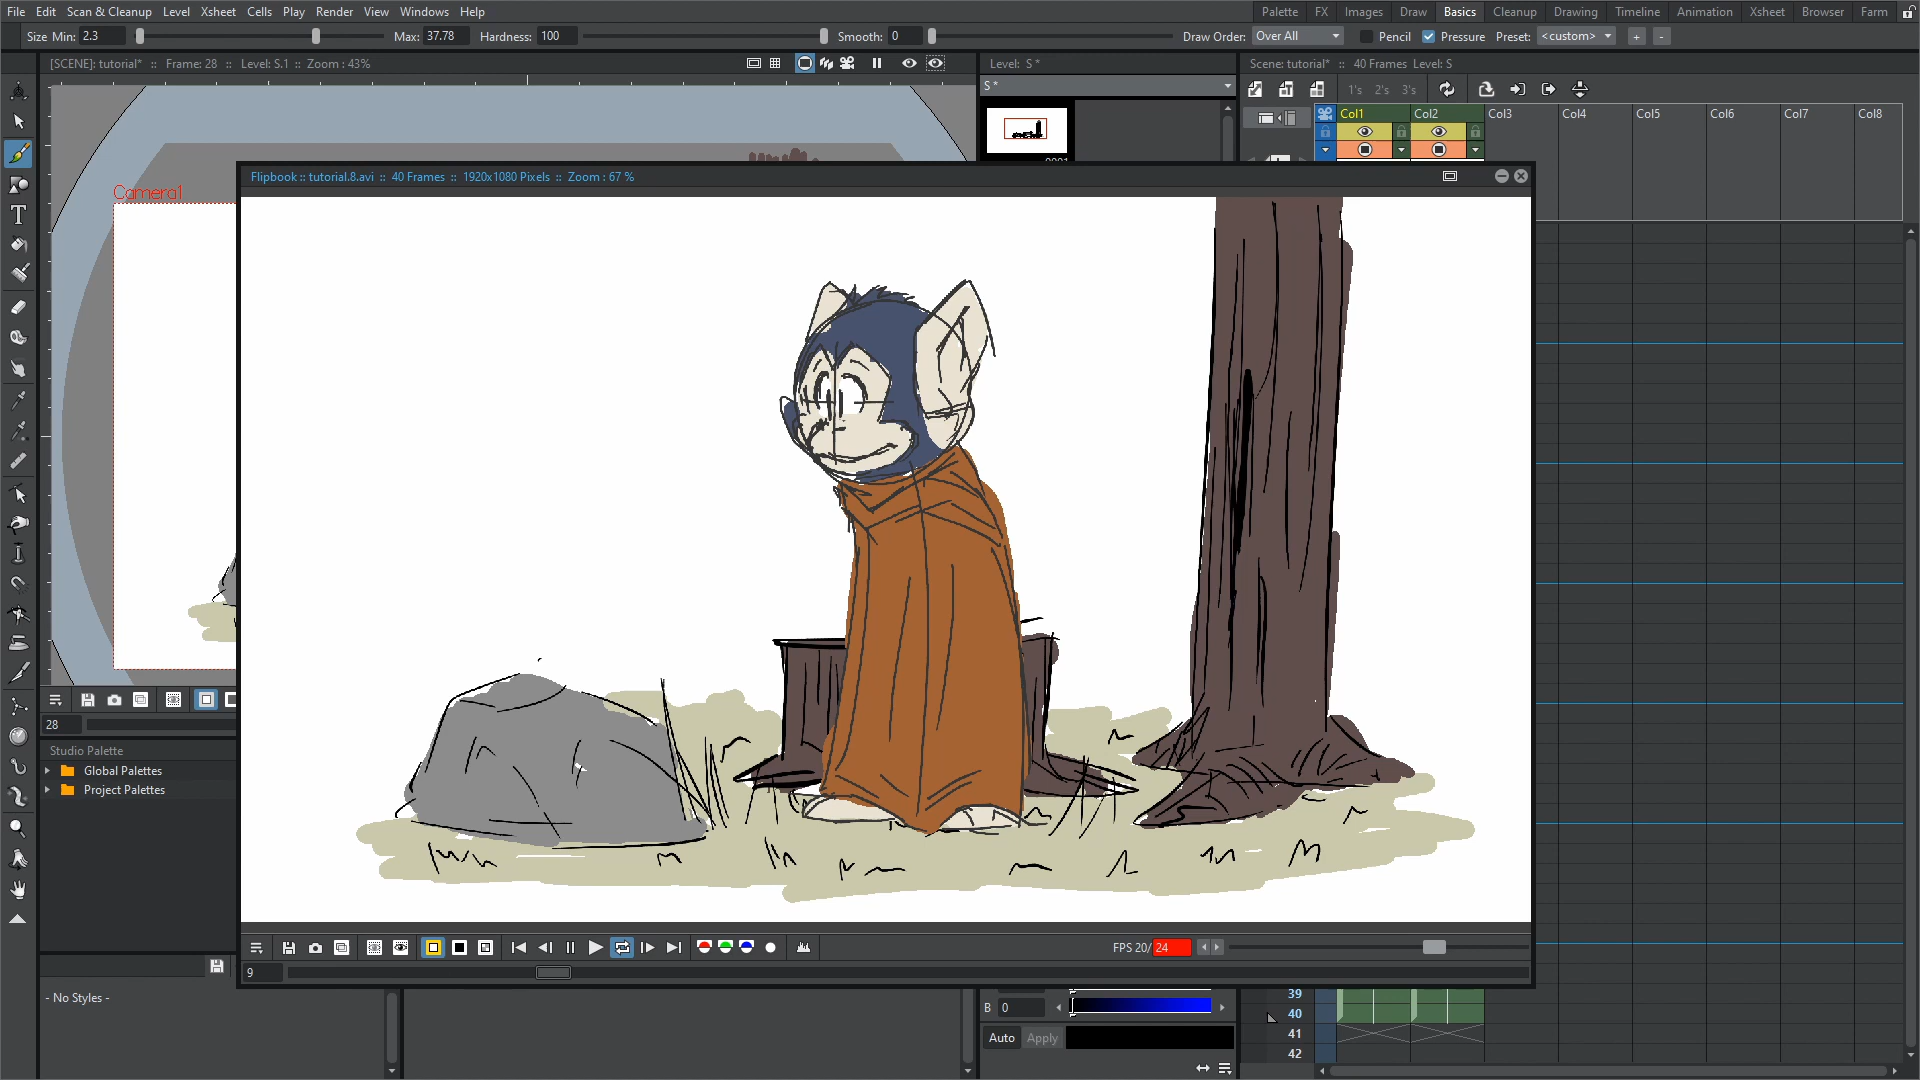 File Edit Scan & Cleanup Level Xsheet Cells Play Render View Windows Help
Palette FX Images Draw Basics Cleanup Drawing Timeline Animation Xsheet Browser Farm
Size Min: 2.3 Max: 37.78 Hardness: 100 Smooth: 0 Draw Order: Over All Pencil Pressure Preset: <custom> + -
[SCENE]: tutorial* :: Frame: 28 :: Level: S.1 :: Zoom : 43%
Level: S *
Scene: tutorial* :: 40 Frames Level: S
S *
1's 2's 3's
Col1 Col2 Col3 Col4 Col5 Col6 Col7 Col8
Flipbook :: tutorial.8.avi :: 40 Frames :: 1920x1080 Pixels :: Zoom : 67 %
Camera1
28
Studio Palette
Global Palettes
Project Palettes
FPS 20/ 24
9
- No Styles -
B 0
Auto Apply
39
40
41
42